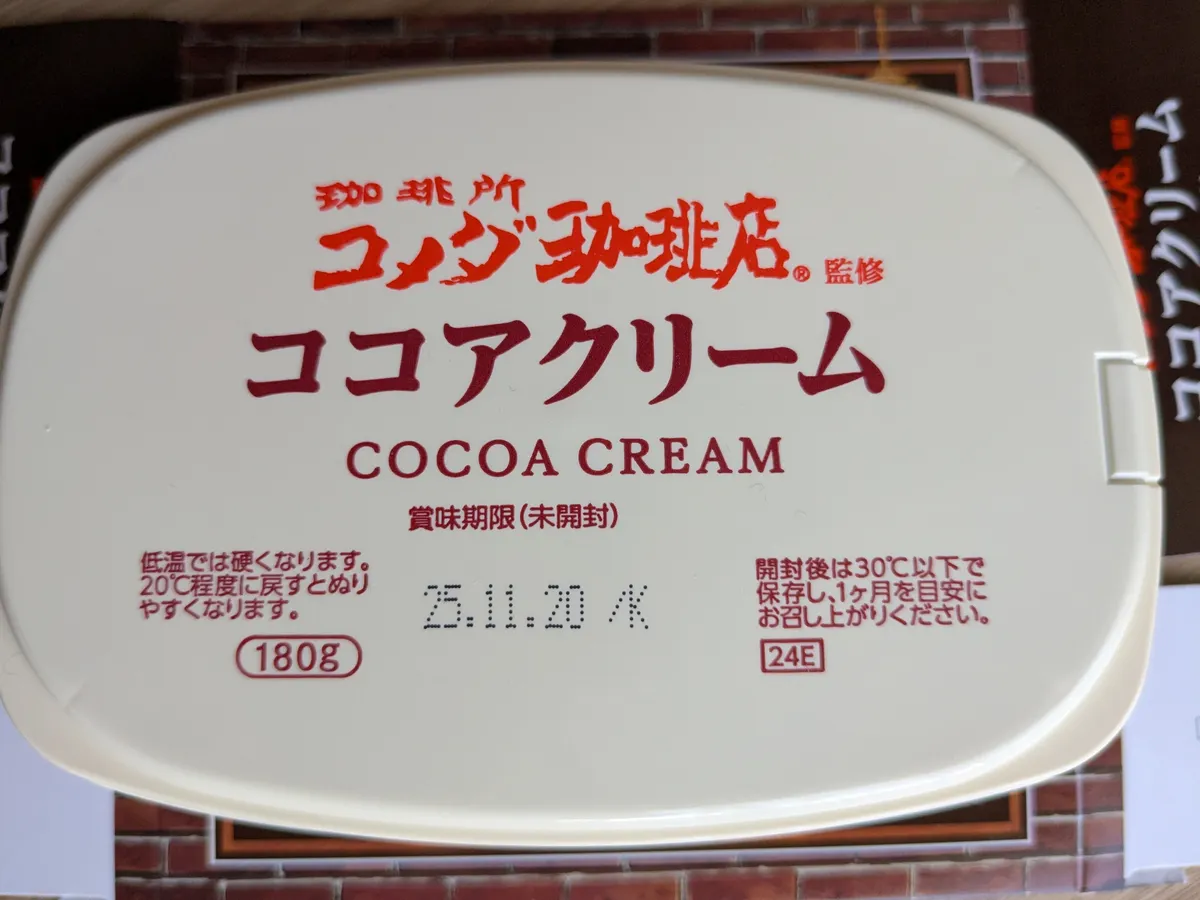 珈琲所
コメダ珈琲店® 監修
ココアクリーム
COCOA CREAM
賞味期限(未開封)
低温では硬くなります。
20℃程度に戻すとぬり
やすくなります。
180g
25.11.20 /K
開封後は30℃以下で
保存し、1ヶ月を目安に
お召し上がりください。
24E
ココアクリーム